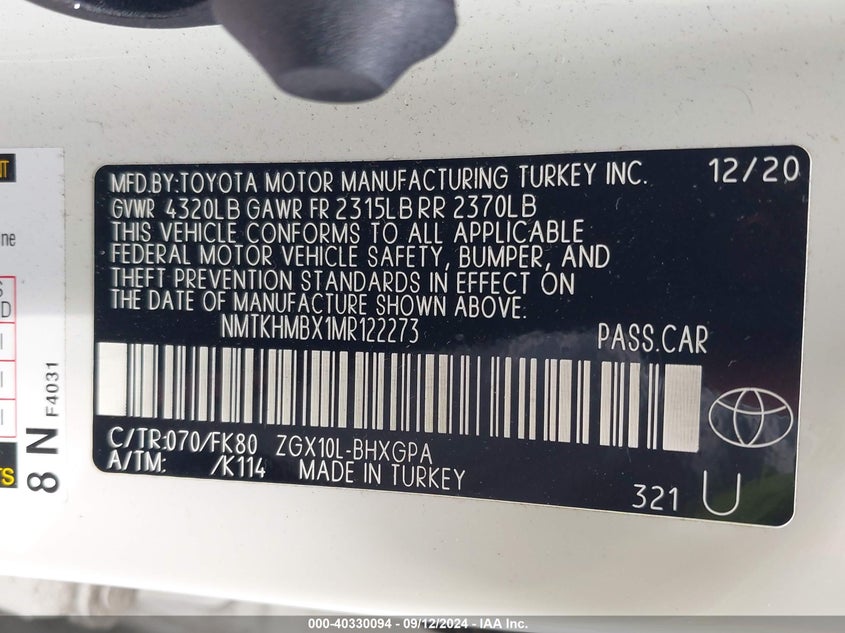 MFD.BY:TOYOTA MOTOR MANUFACTURING TURKEY INC. 12/20
GVWR 4320LB GAWR FR 2315LB RR 2370LB
THIS VEHICLE CONFORMS TO ALL APPLICABLE
FEDERAL MOTOR VEHICLE SAFETY, BUMPER, AND
THEFT PREVENTION STANDARDS IN EFFECT ON
THE DATE OF MANUFACTURE SHOWN ABOVE.
NMTKHMBX1MR122273 PASS.CAR
C/TR:070/FK80 ZGX10L-BHXGPA
A/TM: /K114 MADE IN TURKEY
321 U
8 N F4031
000-40330094 - 09/12/2024 - IAA Inc.